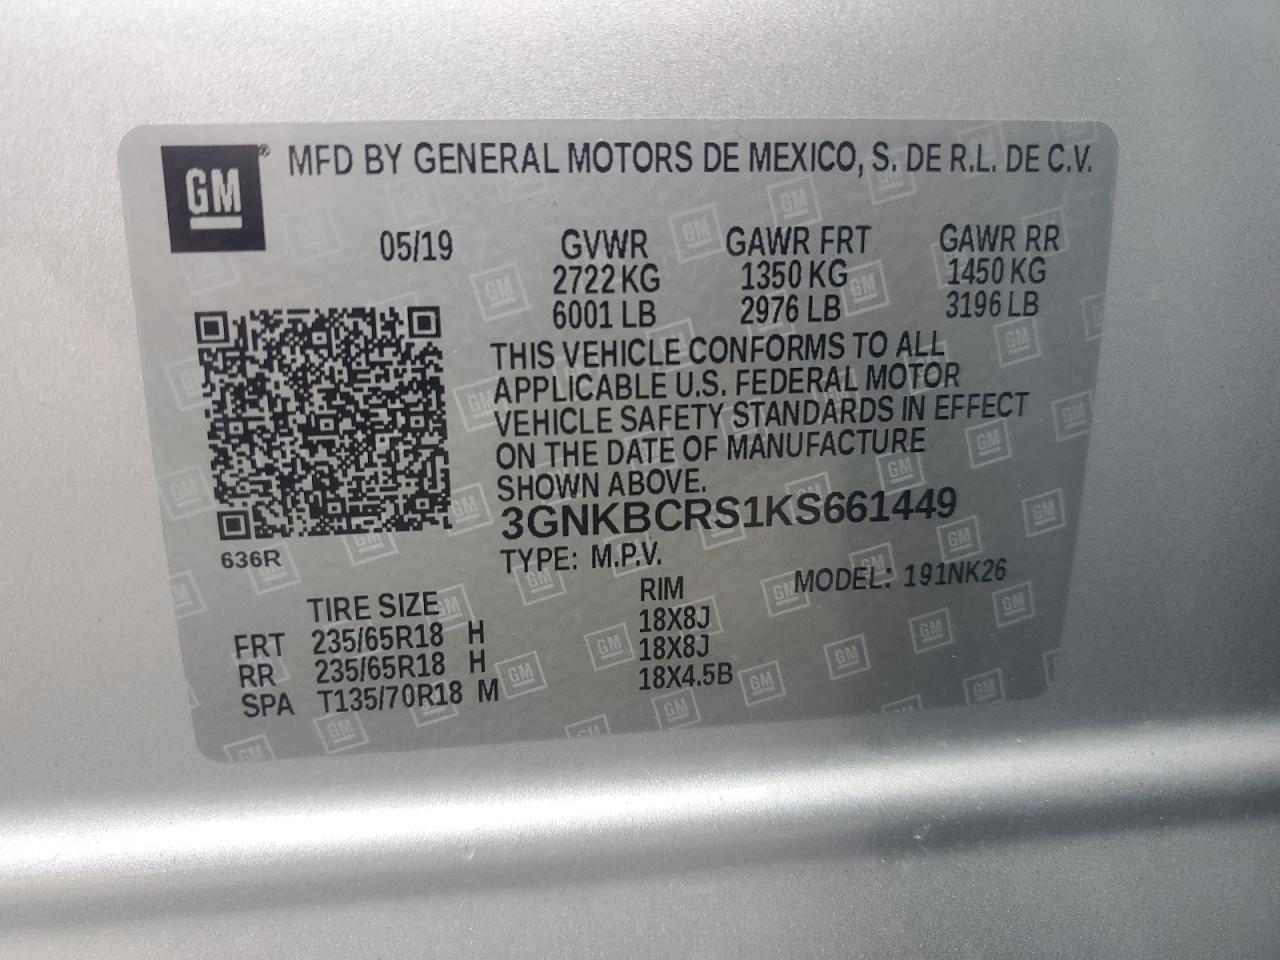 GM® MFD BY GENERAL MOTORS DE MEXICO, S. DE R.L. DE C.V.
05/19 GVWR GAWR FRT GAWR RR
2722 KG 1350 KG 1450 KG
6001 LB 2976 LB 3196 LB
THIS VEHICLE CONFORMS TO ALL
APPLICABLE U.S. FEDERAL MOTOR
VEHICLE SAFETY STANDARDS IN EFFECT
ON THE DATE OF MANUFACTURE
SHOWN ABOVE.
3GNKBCRS1KS661449
636R
TYPE: M.P.V. MODEL: 191NK26
TIRE SIZE RIM
FRT 235/65R18 H 18X8J
RR 235/65R18 H 18X8J
SPA T135/70R18 M 18X4.5B